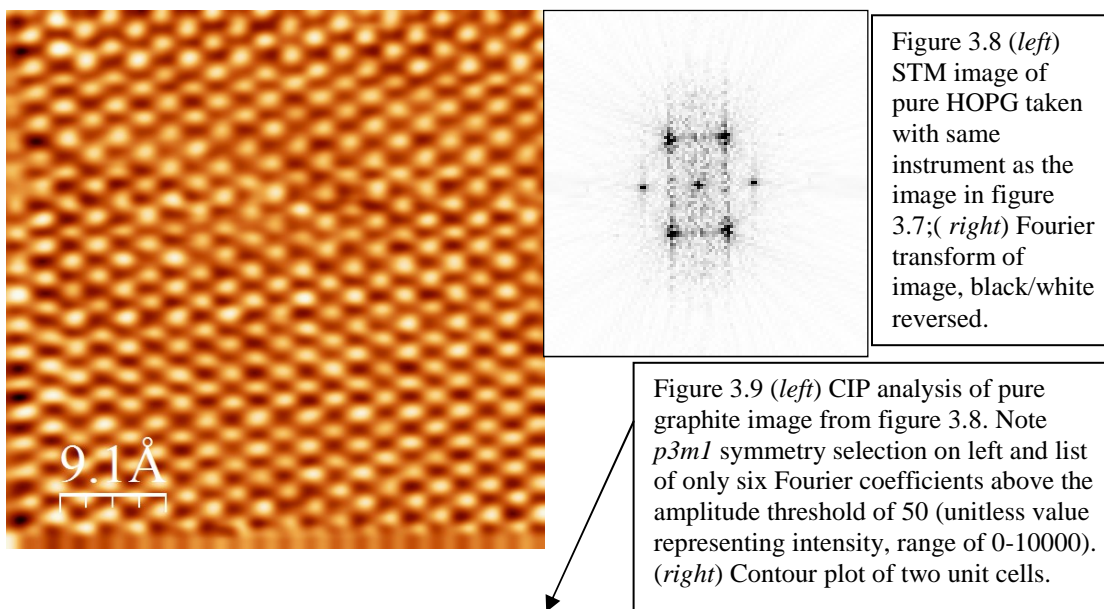 9.1Å
Figure 3.8 (left)
STM image of
pure HOPG taken
with same
instrument as the
image in figure
3.7;( right) Fourier
transform of
image, black/white
reversed.
Figure 3.9 (left) CIP analysis of pure
graphite image from figure 3.8. Note
p3m1 symmetry selection on left and list
of only six Fourier coefficients above the
amplitude threshold of 50 (unitless value
representing intensity, range of 0-10000).
(right) Contour plot of two unit cells.